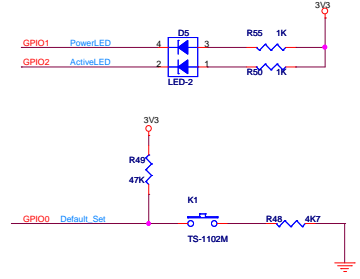 3V3
D5
R55 1K
GPIO1 PowerLED 4 3
GPIO2 ActiveLED 2 1
R50 1K
LED-2
3V3
R49
47K
K1
GPIO0 Default_Set
R48 4K7
TS-1102M